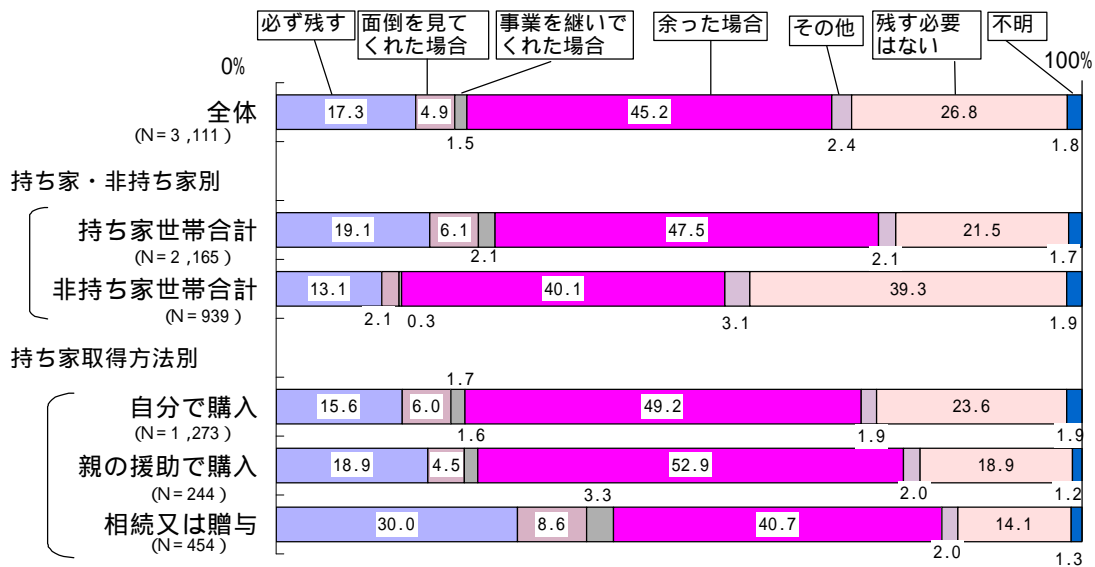 必ず残す 面倒を見て 事業を継いで 余った場合 その他 残す必要 不明
くれた場合 くれた場合 はない
0% 100%
全体 17.3 4.9 45.2 26.8
(N=3,111) 1.5 2.4 1.8
持ち家・非持ち家別
持ち家世帯合計 19.1 6.1 47.5 21.5
(N=2,165) 2.1 2.1 1.7
非持ち家世帯合計 13.1 40.1 39.3
(N=939) 2.1 0.3 3.1 1.9
持ち家取得方法別
1.7
自分で購入 15.6 6.0 49.2 23.6
(N=1,273) 1.6 1.9 1.9
親の援助で購入 18.9 4.5 52.9 18.9
(N=244) 3.3 2.0 1.2
相続又は贈与 30.0 8.6 40.7 14.1
(N=454) 2.0 1.3